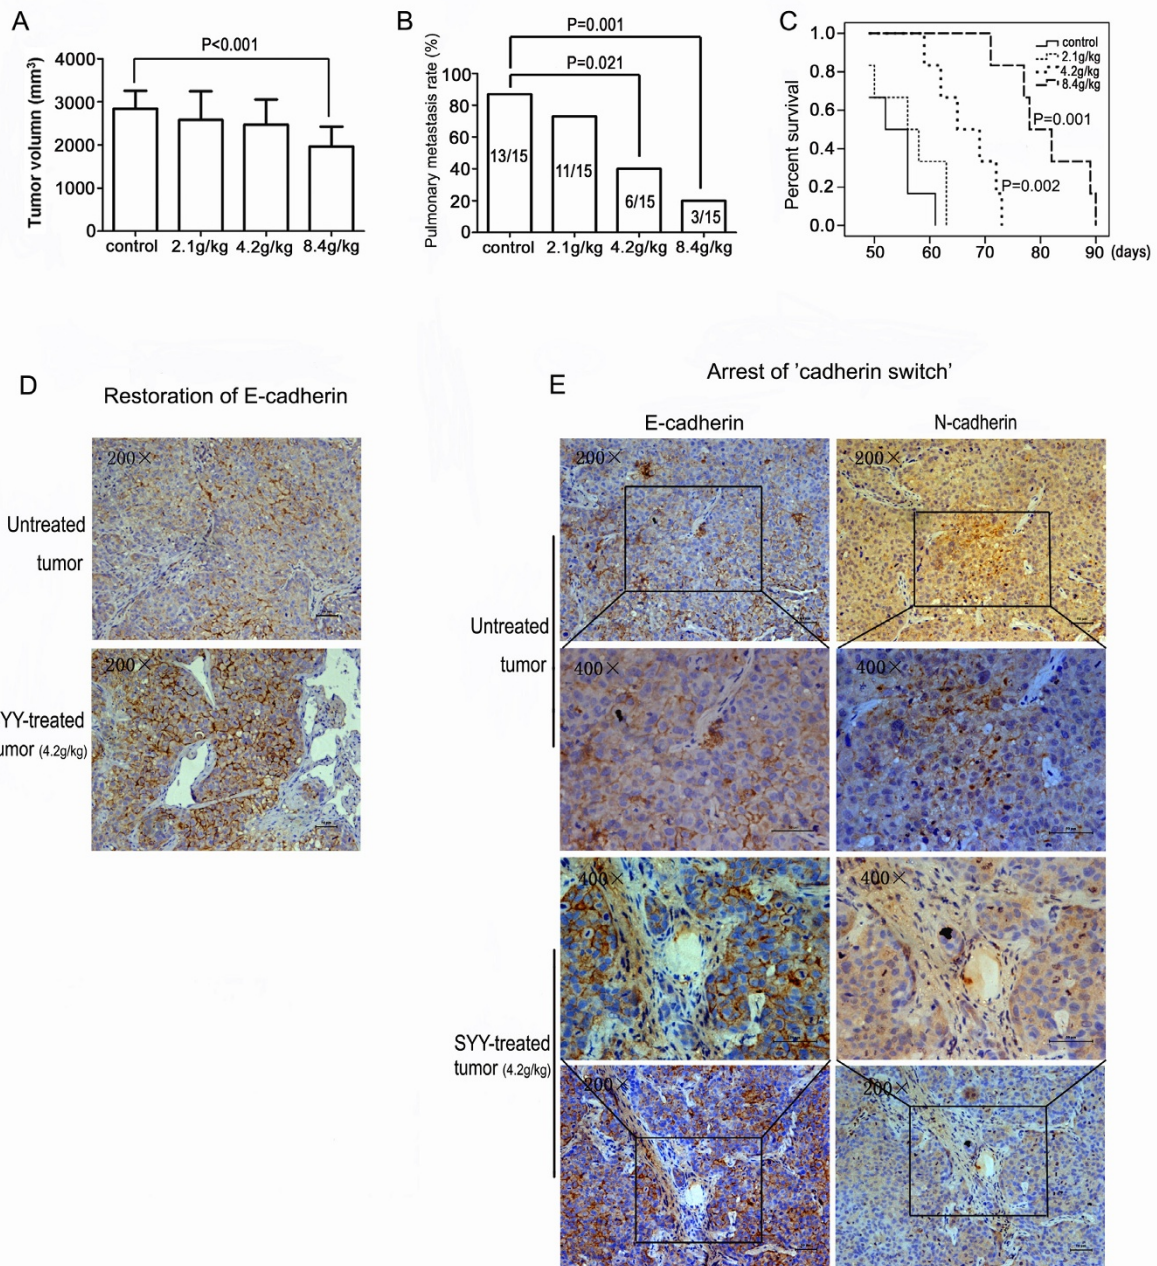 A
P<0.001
Tumor volumn (mm³)
4000
3000
2000
1000
0
control 2.1g/kg 4.2g/kg 8.4g/kg
B
P=0.001
P=0.021
Pulmonary metastasis rate (%)
100
80
60
40
20
0
13/15
11/15
6/15
3/15
control 2.1g/kg 4.2g/kg 8.4g/kg
C
Percent survival
1.0
0.8
0.6
0.4
0.2
0.0
control
2.1g/kg
4.2g/kg
8.4g/kg
P=0.001
P=0.002
50 60 70 80 90 (days)
D
Restoration of E-cadherin
Untreated
tumor
200×
YY-treated
umor (4.2g/kg)
200×
E
Arrest of 'cadherin switch'
E-cadherin N-cadherin
Untreated
tumor
200× 200×
400× 400×
SYY-treated
tumor (4.2g/kg)
400× 400×
200× 200×